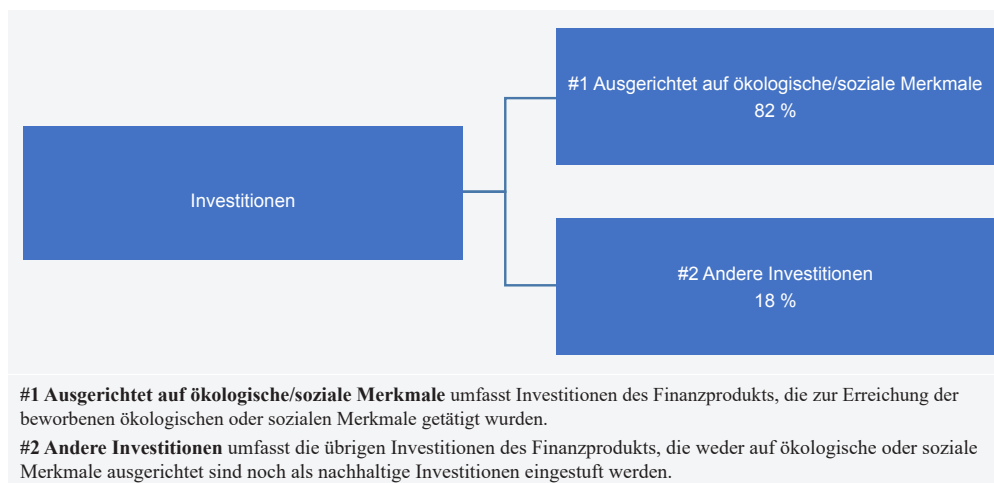 #1 Ausgerichtet auf ökologische/soziale Merkmale
82 %
Investitionen
#2 Andere Investitionen
18 %
#1 Ausgerichtet auf ökologische/soziale Merkmale umfasst Investitionen des Finanzprodukts, die zur Erreichung der
beworbenen ökologischen oder sozialen Merkmale getätigt wurden.
#2 Andere Investitionen umfasst die übrigen Investitionen des Finanzprodukts, die weder auf ökologische oder soziale
Merkmale ausgerichtet sind noch als nachhaltige Investitionen eingestuft werden.